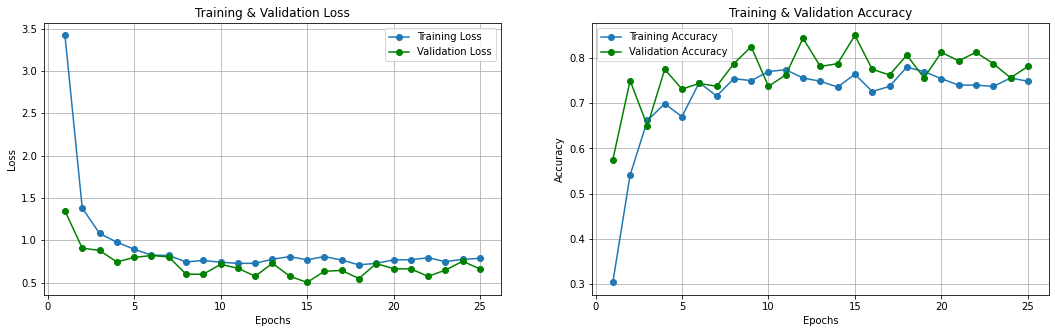 Training & Validation Loss
3.5
3.0
2.5
2.0
1.5
1.0
0.5
Loss
0
5
10
15
20
25
Epochs
Training Loss
Validation Loss
Training & Validation Accuracy
0.8
0.7
0.6
0.5
0.4
0.3
Accuracy
0
5
10
15
20
25
Epochs
Training Accuracy
Validation Accuracy